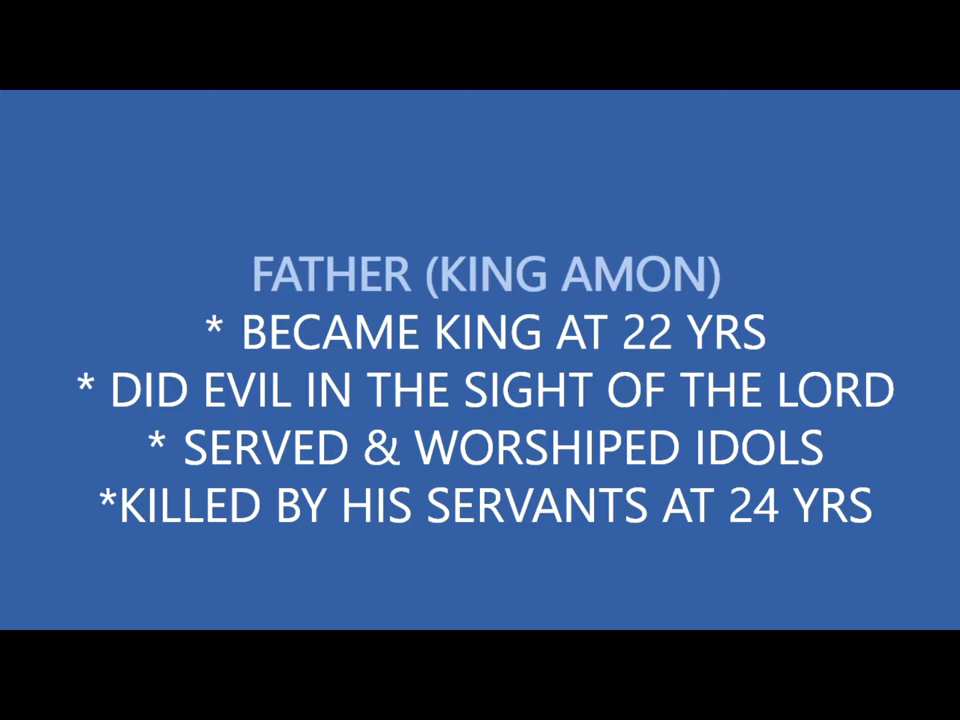 FATHER (KING AMON)
* BECAME KING AT 22 YRS
* DID EVIL IN THE SIGHT OF THE LORD
* SERVED & WORSHIPED IDOLS
*KILLED BY HIS SERVANTS AT 24 YRS